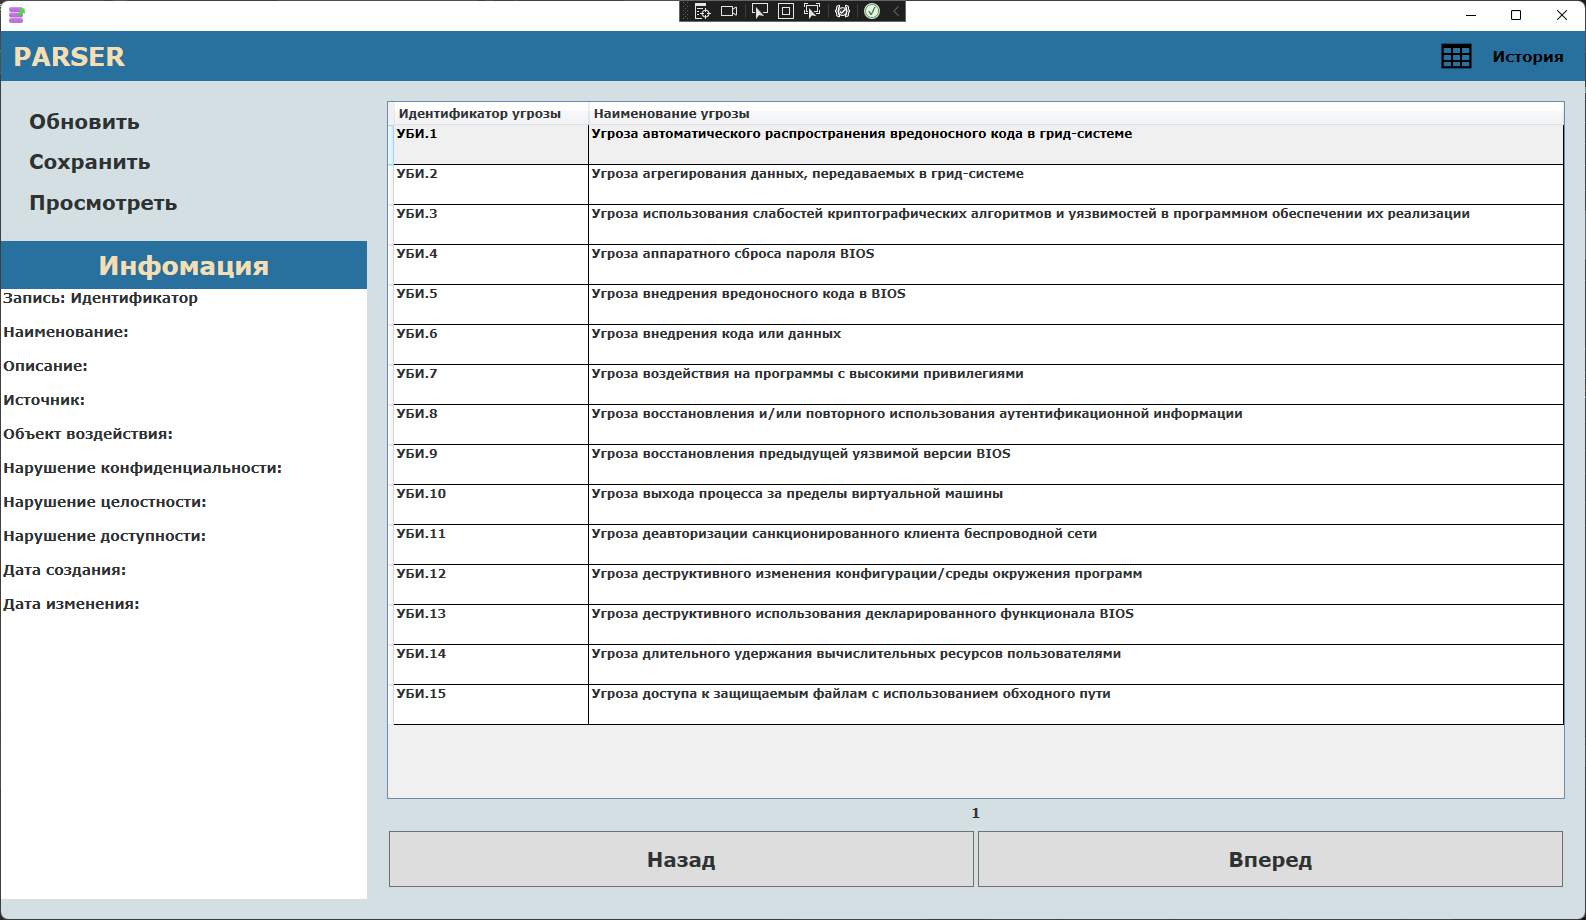 PARSER
История
Обновить
Сохранить
Просмотреть
Инфомация
Запись: Идентификатор
Наименование:
Описание:
Источник:
Объект воздействия:
Нарушение конфиденциальности:
Нарушение целостности:
Нарушение доступности:
Дата создания:
Дата изменения:
Идентификатор угрозы Наименование угрозы
УБИ.1 Угроза автоматического распространения вредоносного кода в грид-системе
УБИ.2 Угроза агрегирования данных, передаваемых в грид-системе
УБИ.3 Угроза использования слабостей криптографических алгоритмов и уязвимостей в программном обеспечении их реализации
УБИ.4 Угроза аппаратного сброса пароля BIOS
УБИ.5 Угроза внедрения вредоносного кода в BIOS
УБИ.6 Угроза внедрения кода или данных
УБИ.7 Угроза воздействия на программы с высокими привилегиями
УБИ.8 Угроза восстановления и/или повторного использования аутентификационной информации
УБИ.9 Угроза восстановления предыдущей уязвимой версии BIOS
УБИ.10 Угроза выхода процесса за пределы виртуальной машины
УБИ.11 Угроза деавторизации санкционированного клиента беспроводной сети
УБИ.12 Угроза деструктивного изменения конфигурации/среды окружения программ
УБИ.13 Угроза деструктивного использования декларированного функционала BIOS
УБИ.14 Угроза длительного удержания вычислительных ресурсов пользователями
УБИ.15 Угроза доступа к защищаемым файлам с использованием обходного пути
1
Назад Вперед